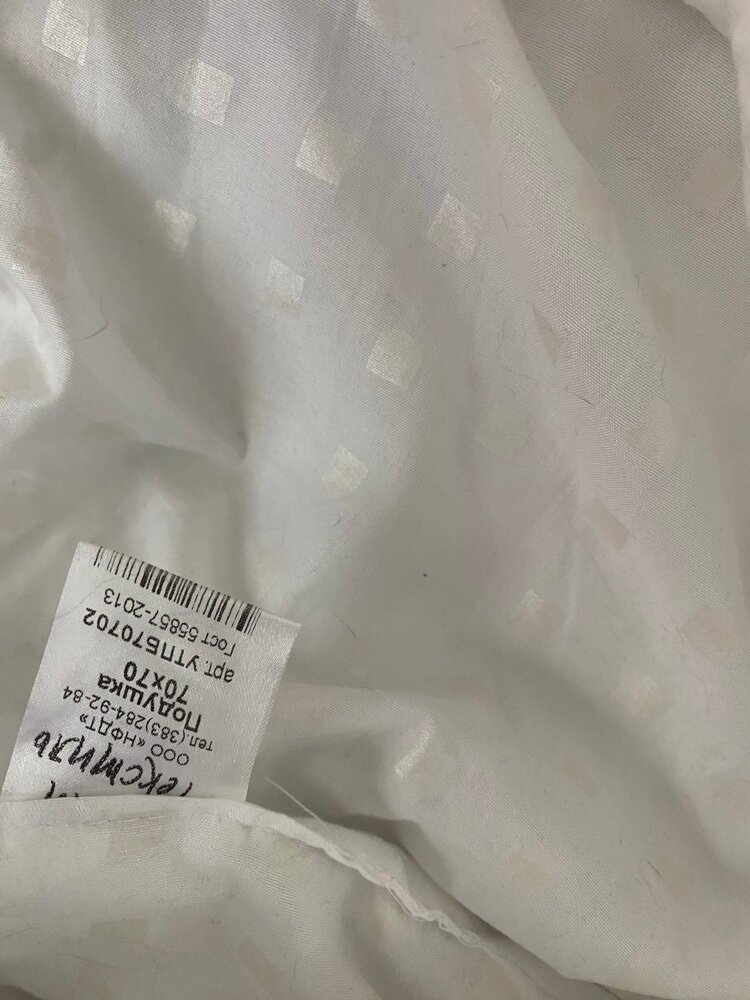 Текстиль
ООО «НФДТ»
тел.(383)284-92-84
Подушка
70х70
арт. УТПБ70702
Гост 55857-2013